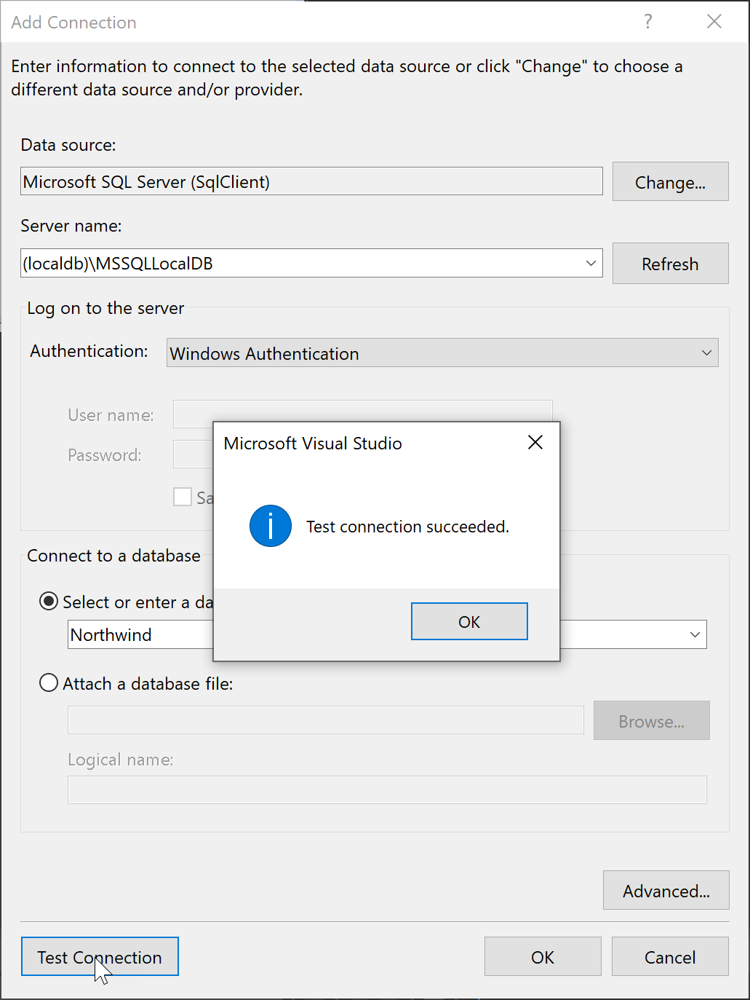 Add Connection
?
Enter information to connect to the selected data source or click "Change" to choose a
different data source and/or provider.
Data source:
Microsoft SQL Server (SqlClient)
Change...
Server name:
(localdb)\MSSQLLocalDB
Refresh
Log on to the server
Authentication:
Windows Authentication
User name:
Password:
Sa
Microsoft Visual Studio
i
Test connection succeeded.
OK
Connect to a database
Select or enter a da
Northwind
Attach a database file:
Browse...
Logical name:
Advanced...
Test Connection
OK
Cancel